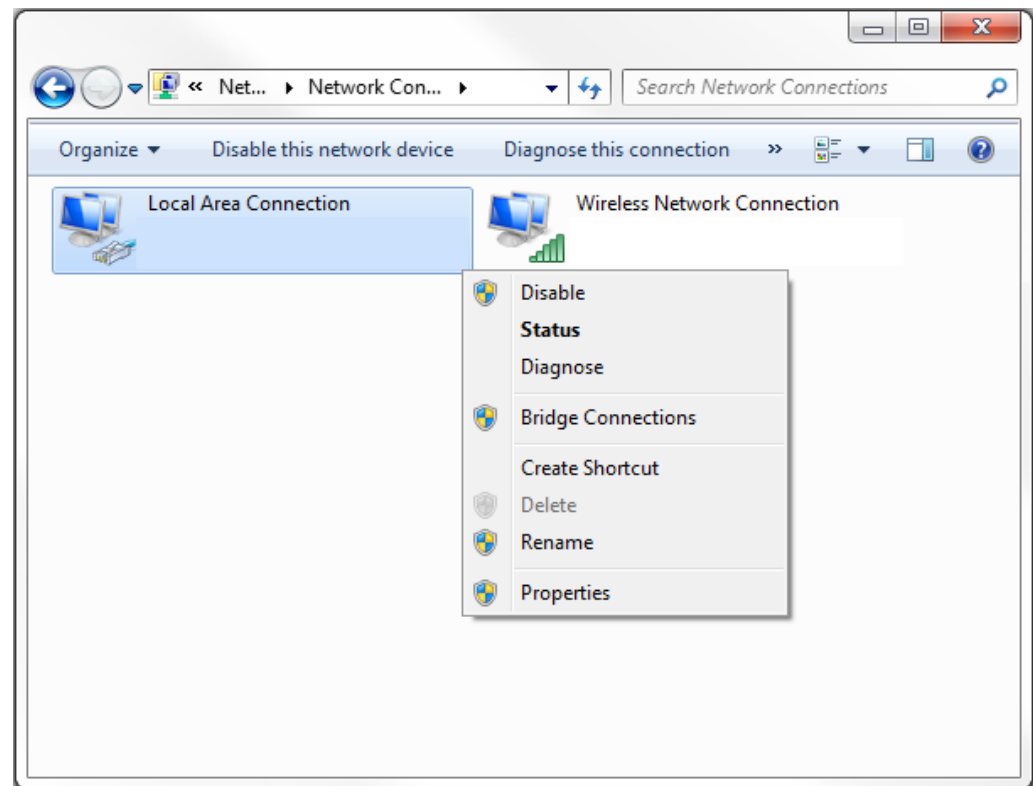 « Net... Network Con...
Search Network Connections
Organize Disable this network device Diagnose this connection »
Local Area Connection
Wireless Network Connection
Disable
Status
Diagnose
Bridge Connections
Create Shortcut
Delete
Rename
Properties